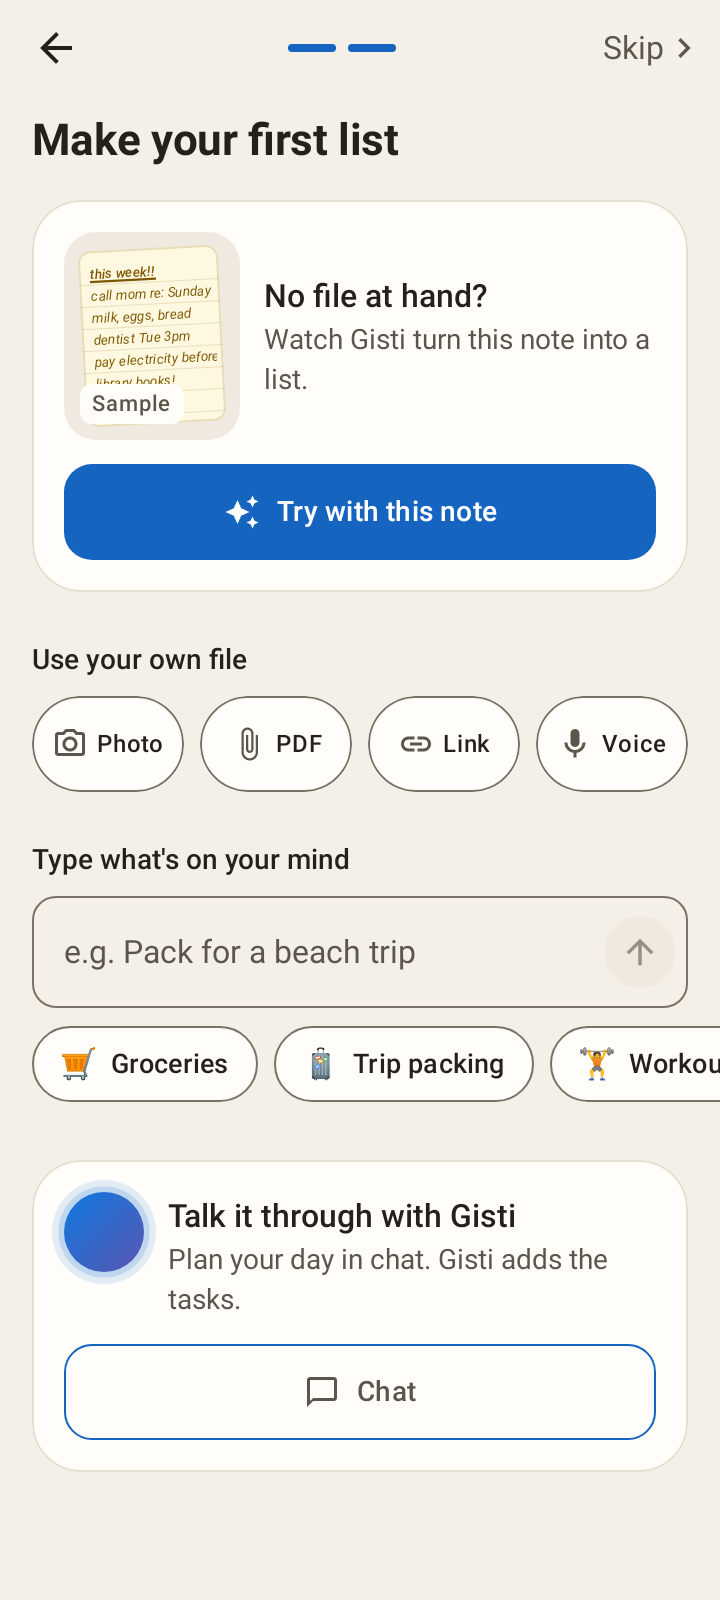 Skip
Make your first list
this week!!
call mom re: Sunday
milk, eggs, bread
dentist Tue 3pm
pay electricity before
library books!
Sample
No file at hand?
Watch Gisti turn this note into a
list.
Try with this note
Use your own file
Photo
PDF
Link
Voice
Type what's on your mind
e.g. Pack for a beach trip
Groceries
Trip packing
Workou
Talk it through with Gisti
Plan your day in chat. Gisti adds the
tasks.
Chat